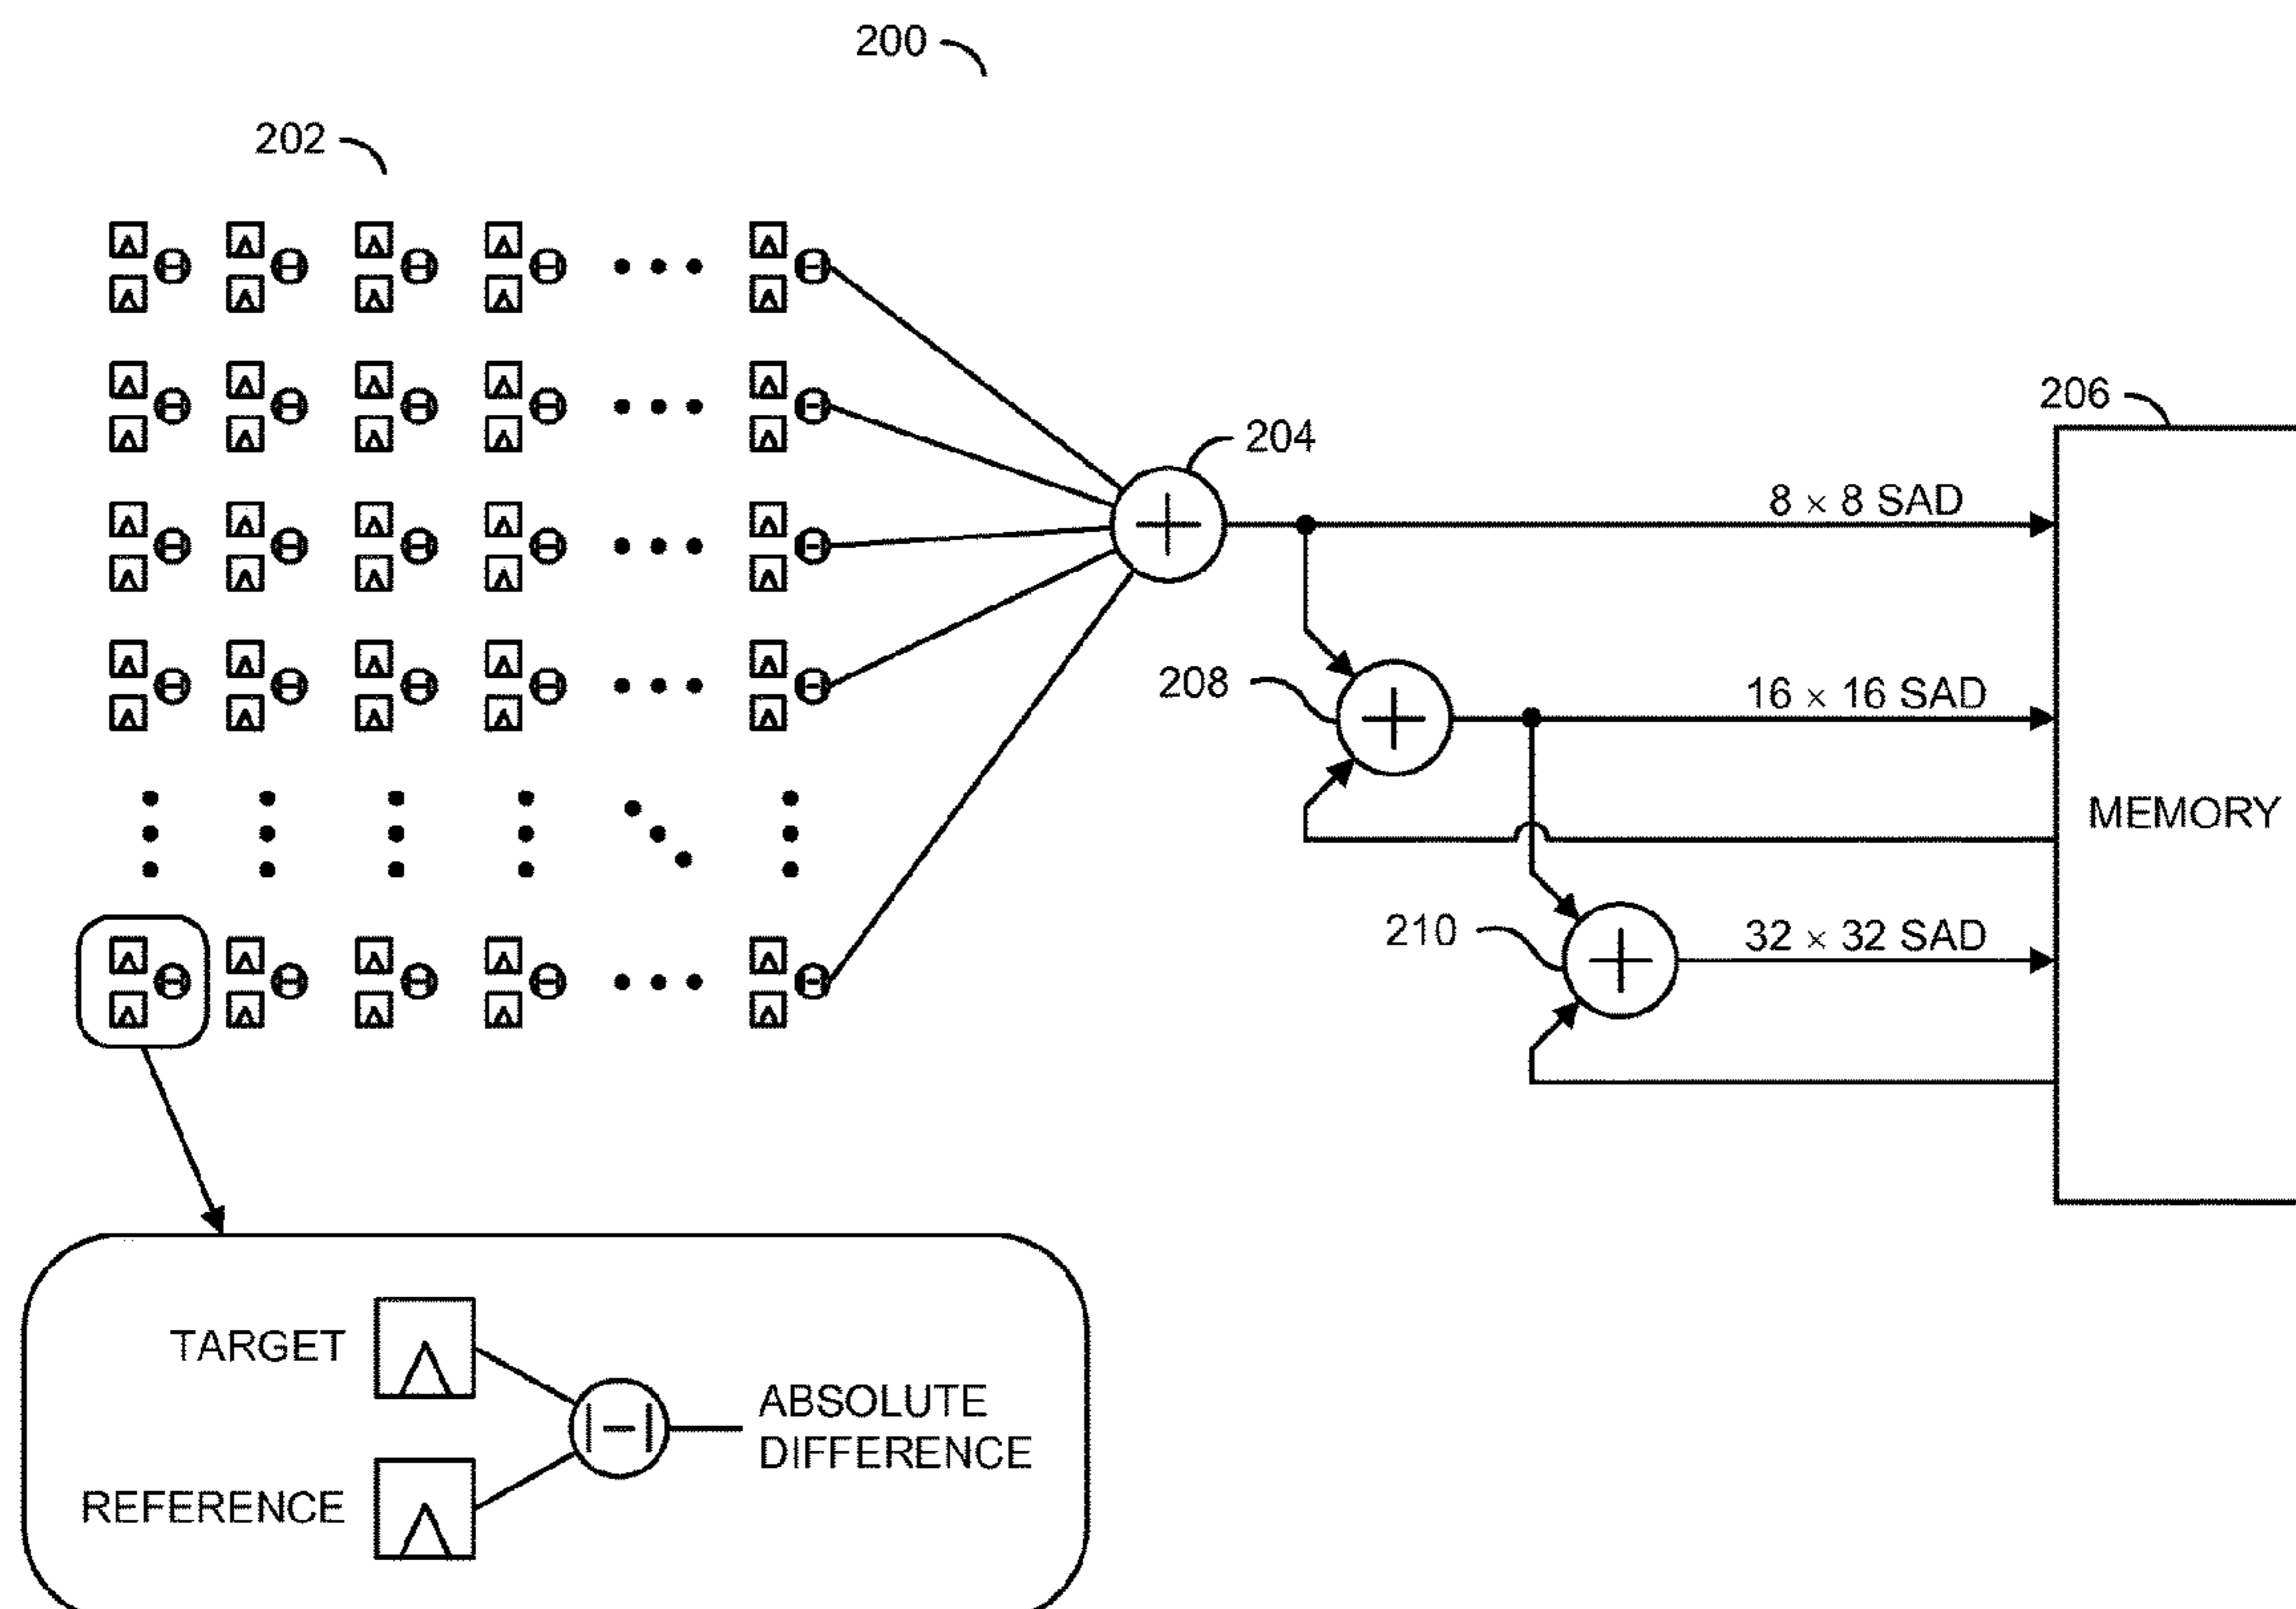 200
202
204
206
8 × 8 SAD
208
16 × 16 SAD
MEMORY
210
32 × 32 SAD
TARGET
ABSOLUTE
DIFFERENCE
REFERENCE